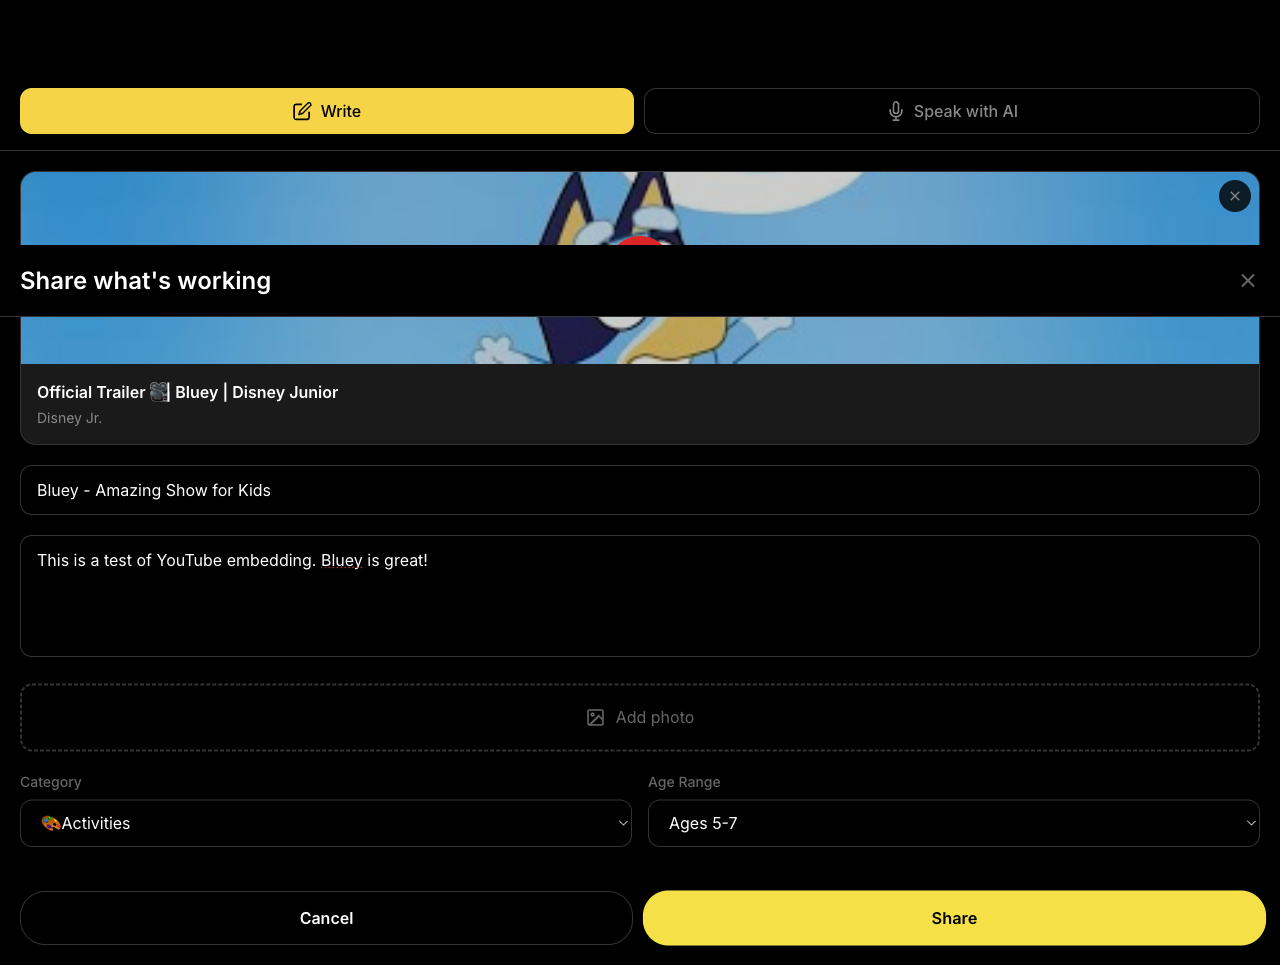 Write
Speak with AI
Share what's working
Official Trailer 🎥 Bluey | Disney Junior
Disney Jr.
Bluey - Amazing Show for Kids
This is a test of YouTube embedding. Bluey is great!
Add photo
Category
Age Range
🎨Activities
Ages 5-7
Cancel
Share